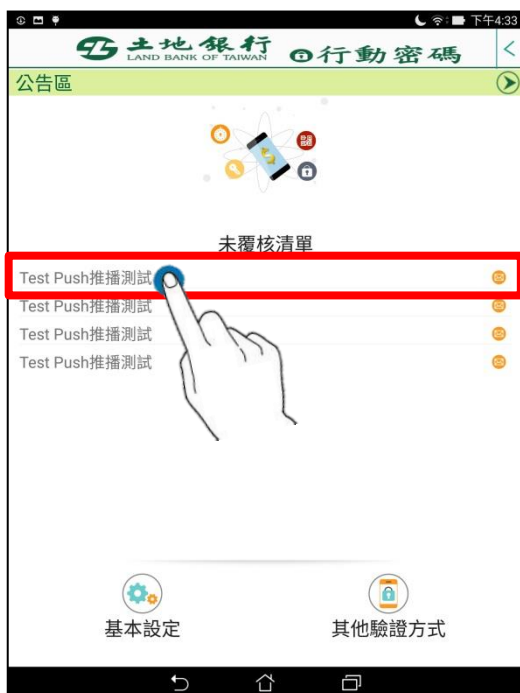 下午4:33
土地銀行
LAND BANK OF TAIWAN
行動密碼
公告區
未覆核清單
Test Push推播測試
Test Push推播測試
Test Push推播測試
Test Push推播測試
基本設定
其他驗證方式